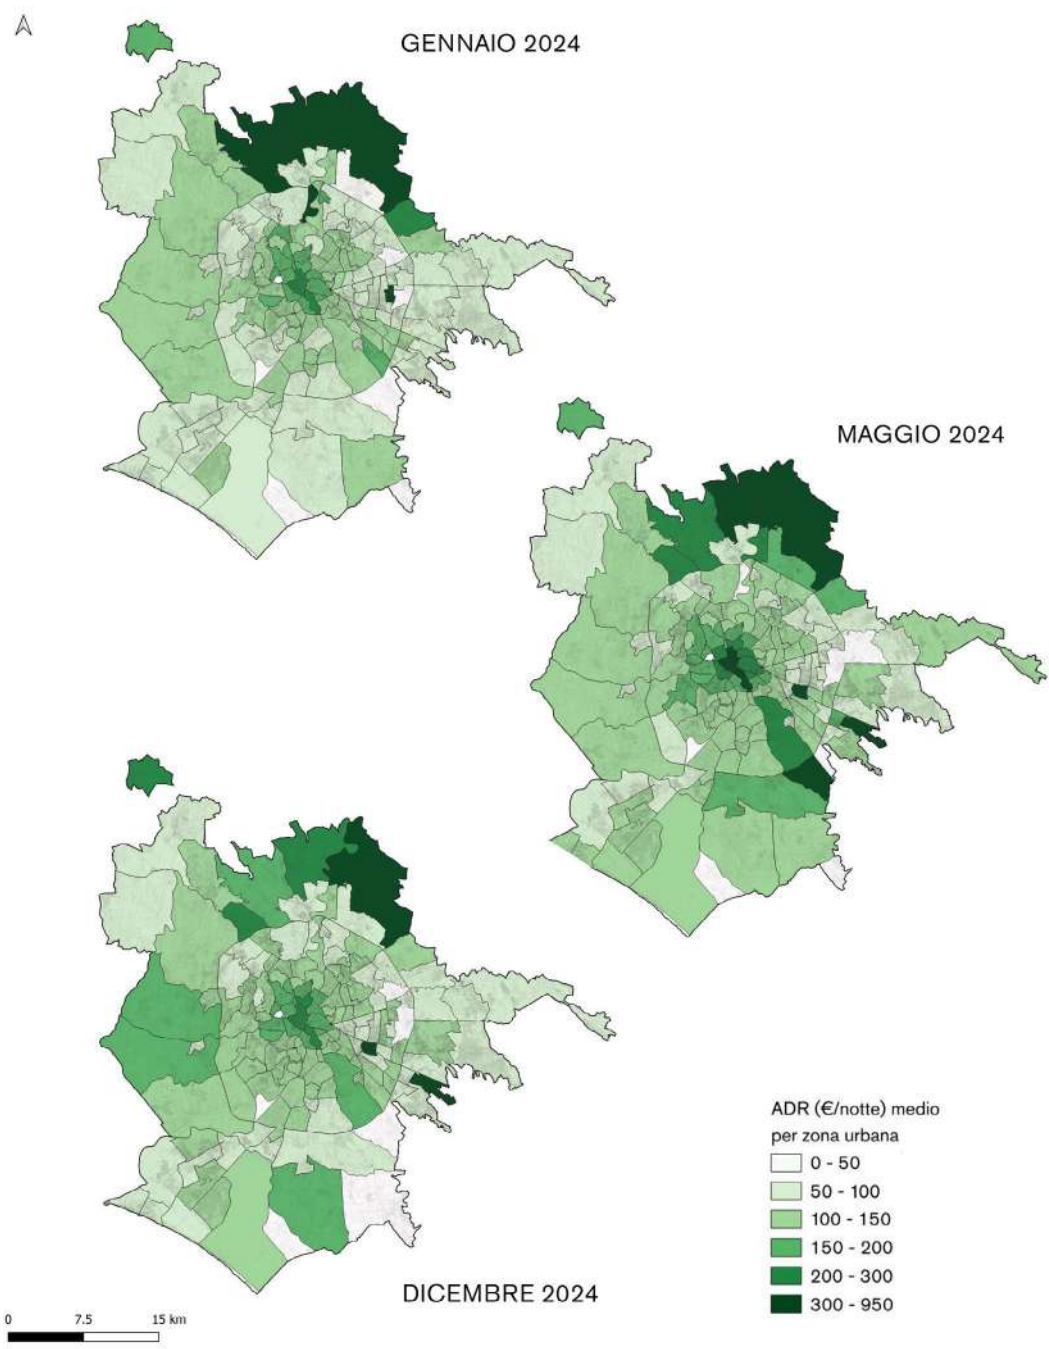 GENNAIO 2024
MAGGIO 2024
DICEMBRE 2024
ADR (€/notte) medio
per zona urbana
0 - 50
50 - 100
100 - 150
150 - 200
200 - 300
300 - 950
0 7.5 15 km